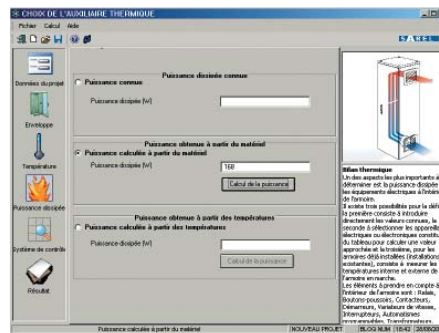 CHOIX DE L'AUXILIAIRE THERMIQUE
Fichier Calcul Aide
SAREL
Données du projet
Enveloppe
Température
Puissance dissipée
Système de contrôle
Résultat
Puissance dissipée connue
Puissance connue
Puissance dissipée (W)
Puissance obtenue à partir du matériel
Puissance calculée à partir du matériel
Puissance dissipée (W)
160
Calcul de la puissance
Puissance obtenue à partir des températures
Puissance calculée à partir des températures
Puissance dissipée (W)
Calcul de la puissance
Bilan thermique
Un des aspects les plus importants à
déterminer est la puissance dissipée
les équipements électriques à l'intérie
de l'armoire.
Il existe trois possibilités pour la défi
la première consiste à introduire
directement les valeurs connues, la
seconde à sélectionner les appareils
électriques ou électroniques constitu
du tableau pour calculer une valeur
approchée et la troisième, pour les
armoires déjà installées (installations
existantes), consiste à mesurer les
températures interne et externe de
l'armoire en marche.
Les éléments à prendre en compte à
l'intérieur de l'armoire sont : Relais,
Boutons-poussoirs, Contacteurs,
Démarreurs, Variateurs de vitesse,
Interrupteurs, Automatismes
programmables, Transformateurs
Puissance calculée à partir du matériel
NOUVEAU PROJET
BLOQ NUM